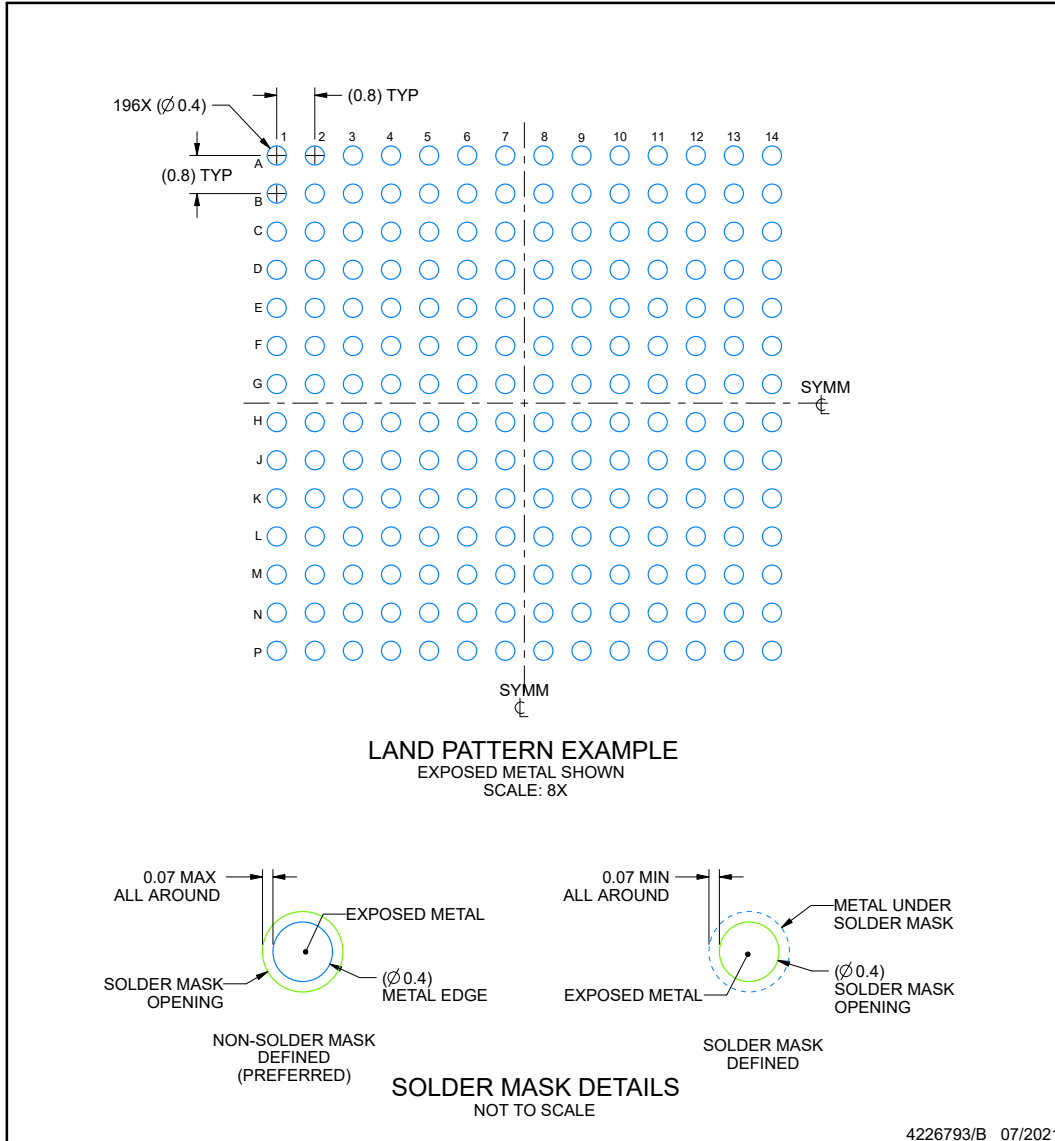 (0.8) TYP
196X (∅ 0.4)
1 2 3 4 5 6 7 8 9 10 11 12 13 14
A
(0.8) TYP
B
C
D
E
F
G
SYMM
℄
H
J
K
L
M
N
P
SYMM
℄
LAND PATTERN EXAMPLE
EXPOSED METAL SHOWN
SCALE: 8X
0.07 MAX
ALL AROUND
EXPOSED METAL
SOLDER MASK
OPENING
(∅ 0.4)
METAL EDGE
NON-SOLDER MASK
DEFINED
(PREFERRED)
0.07 MIN
ALL AROUND
METAL UNDER
SOLDER MASK
EXPOSED METAL
(∅ 0.4)
SOLDER MASK
OPENING
SOLDER MASK
DEFINED
SOLDER MASK DETAILS
NOT TO SCALE
4226793/B 07/2021